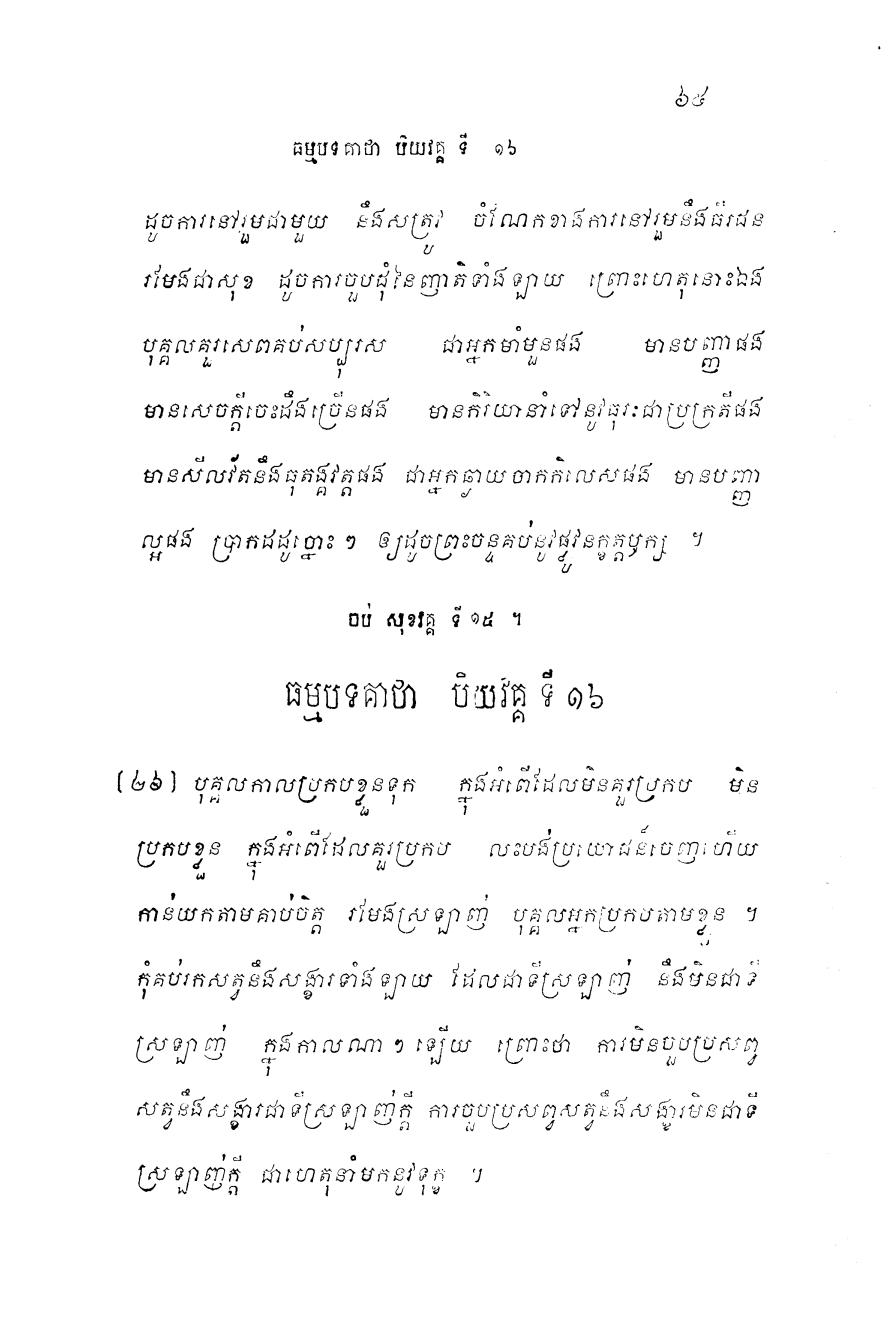 ៦៥
ធម្មបទគាថា បិយវគ្គ ទី ១៦
ដូចការនៅរួមជាមួយ នឹងសត្រូវ ចំណែកខាងការនៅរួមនឹងធីរជន
រមែងជាសុខ ដូចការចួបជុំនៃញាតិទាំងឡាយ ព្រោះហេតុនោះឯង
បុគ្គលគួរសេពគប់សប្បុរស ជាអ្នកមាំមួនផង មានបញ្ញាផង
មានសេចក្តីចេះដឹងច្រើនផង មានកិរិយានាំទៅនូវធុរៈជាប្រក្រតីផង
មានសីលវ័តនឹងធុតង្គវត្តផង ជាអ្នកឆ្ងាយចាកកិលេសផង មានបញ្ញា
ល្អផង ប្រាកដដូច្នោះៗ ឲ្យដូចព្រះចន្ទគប់នូវផ្លូវនក្ខត្តឫក្ស ។
ចប់ សុខវគ្គ ទី ១៥ ។
ធម្មបទគាថា បិយវគ្គ ទី ១៦
(២៦) បុគ្គលកាលប្រកបខ្លួនទុក ក្នុងអំពើដែលមិនគួរប្រកប មិន
ប្រកបខ្លួន ក្នុងអំពើដែលគួរប្រកប លះបង់ប្រយោជន៍ចេញហើយ
កាន់យកតាមគាប់ចិត្ត រមែងស្រឡាញ់ បុគ្គលអ្នកប្រកបតាមខ្លួន ។
កុំគប់រកសត្វនឹងសង្ខារទាំងឡាយ ដែលជាទីស្រឡាញ់ នឹងមិនជាទី
ស្រឡាញ់ ក្នុងកាលណាៗឡើយ ព្រោះថា ការមិនចួបប្រសព្វ
សត្វនឹងសង្ខារជាទីស្រឡាញ់ក្តី ការចួបប្រសព្វសត្វនឹងសង្ខារមិនជាទី
ស្រឡាញ់ក្តី ជាហេតុនាំមកនូវទុក្ខ ។